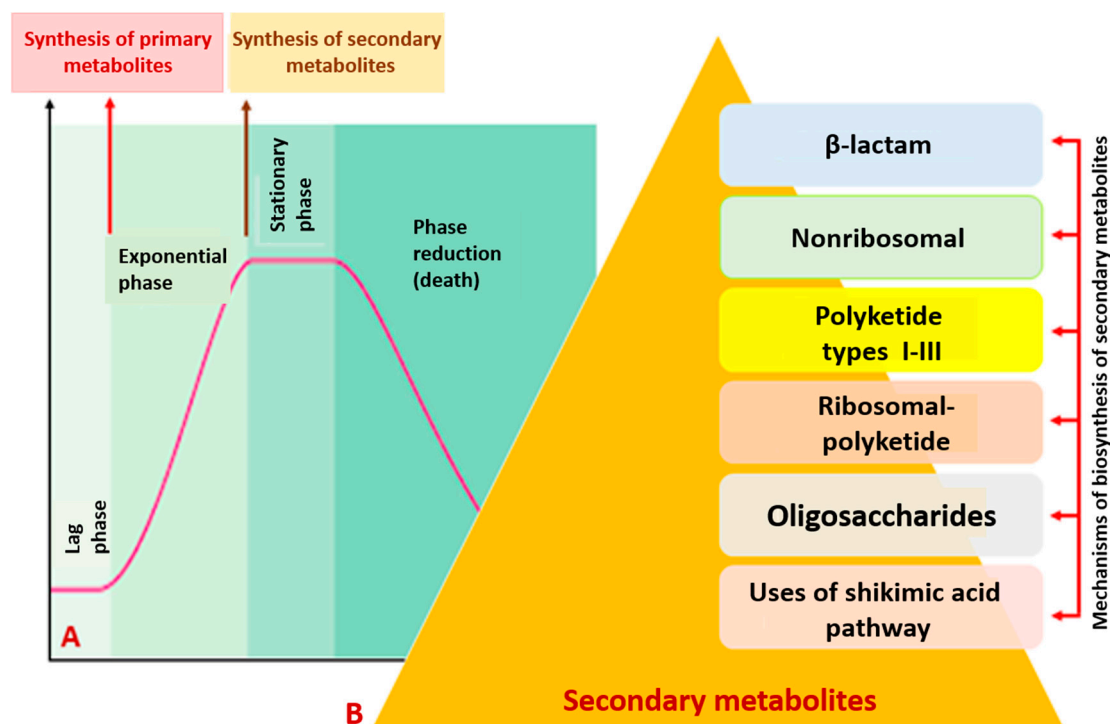 Synthesis of primary
metabolites
Synthesis of secondary
metabolites
Lag
phase
Exponential
phase
Stationary
phase
Phase
reduction
(death)
A
β-lactam
Nonribosomal
Polyketide
types I-III
Ribosomal-
polyketide
Oligosaccharides
Uses of shikimic acid
pathway
Mechanisms of biosynthesis of secondary metabolites
B
Secondary metabolites